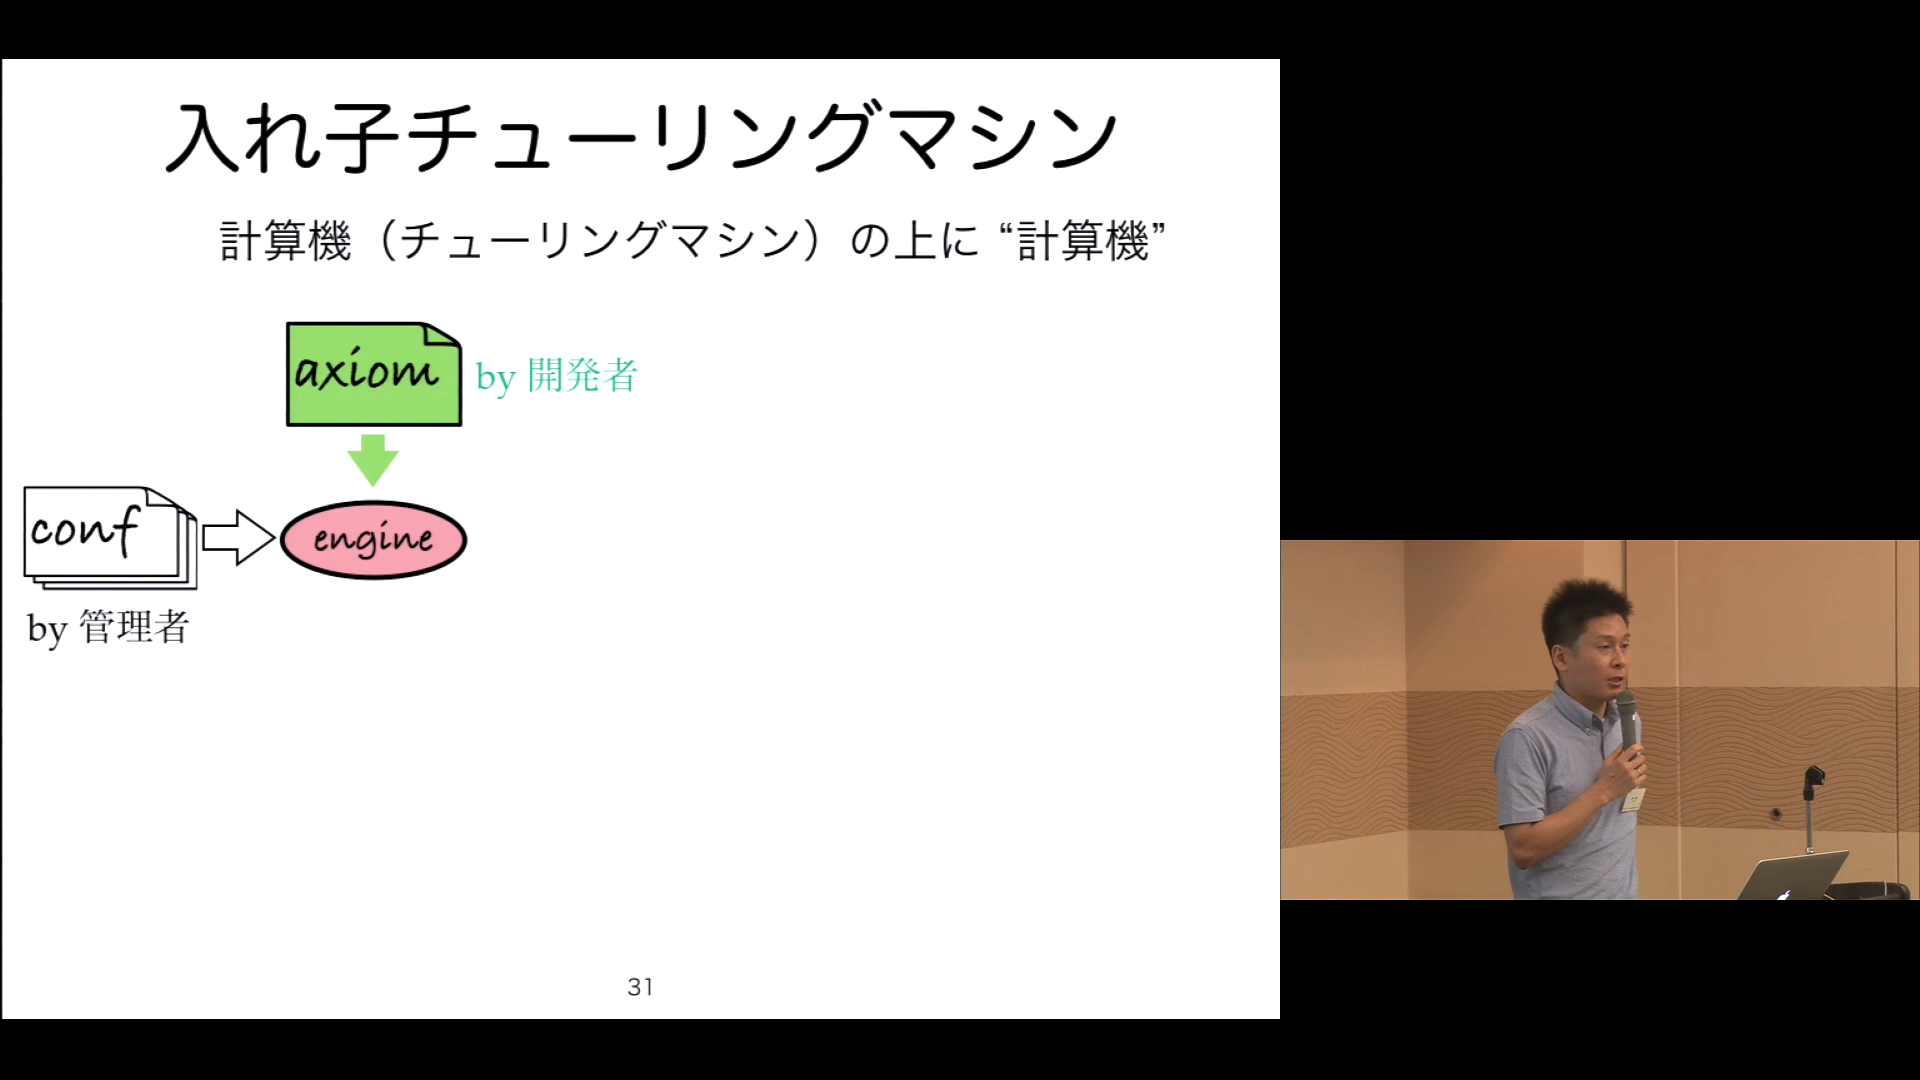 入れ子チューリングマシン
計算機（チューリングマシン）の上に “計算機”
axiom
by 開発者
conf
engine
by 管理者
31